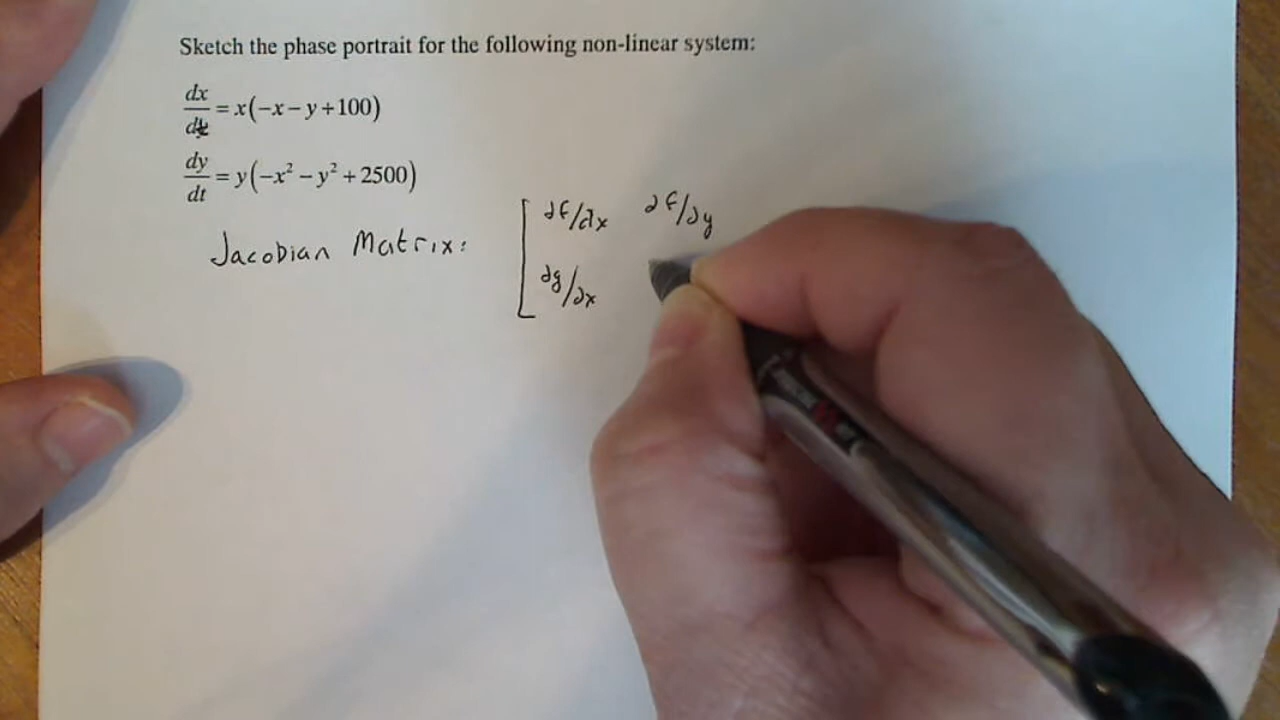 Sketch the phase portrait for the following non-linear system:
dx/dt = x(−x − y + 100)
dy/dt = y(−x² − y² + 2500)
Jacobian Matrix: [ ∂f/∂x ∂f/∂y
∂g/∂x